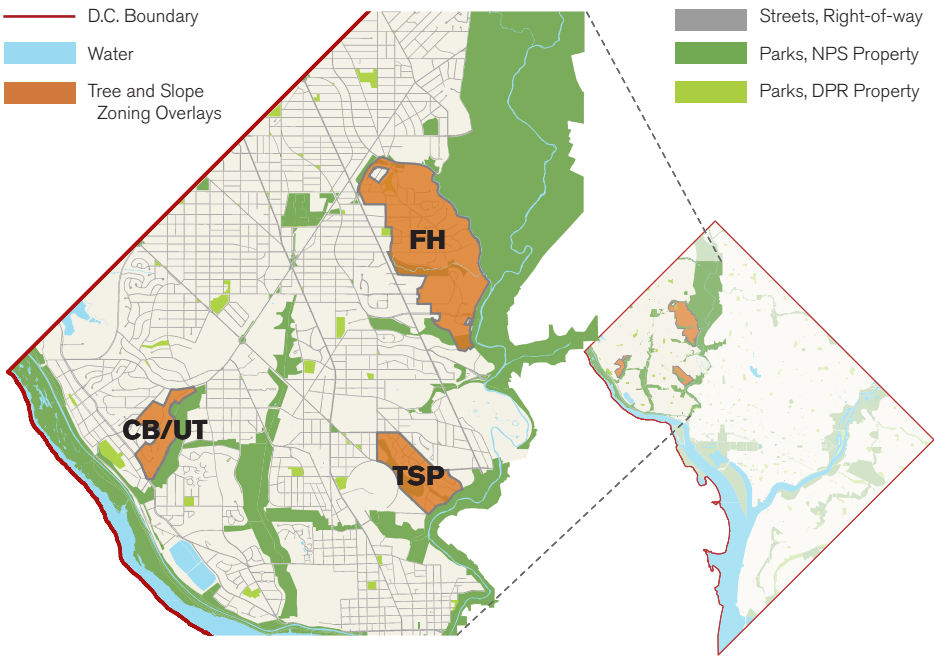 D.C. Boundary
Water
Tree and Slope
Zoning Overlays
Streets, Right-of-way
Parks, NPS Property
Parks, DPR Property
FH
CB/UT
TSP